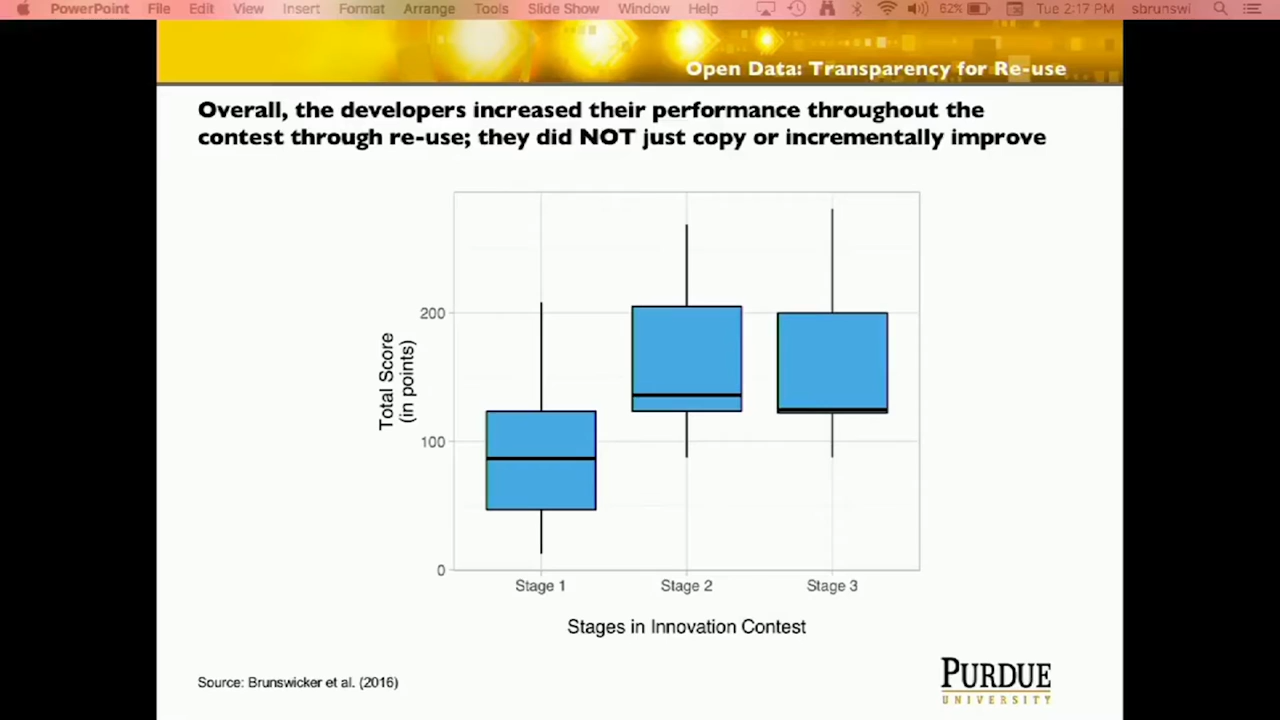 PowerPoint File Edit View Insert Format Arrange Tools Slide Show Window Help 62% Tue 2:17 PM sbrunswi
Open Data: Transparency for Re-use
Overall, the developers increased their performance throughout the
contest through re-use; they did NOT just copy or incrementally improve
Total Score
(in points)
200
100
0
Stage 1 Stage 2 Stage 3
Stages in Innovation Contest
Source: Brunswicker et al. (2016)
PURDUE
UNIVERSITY